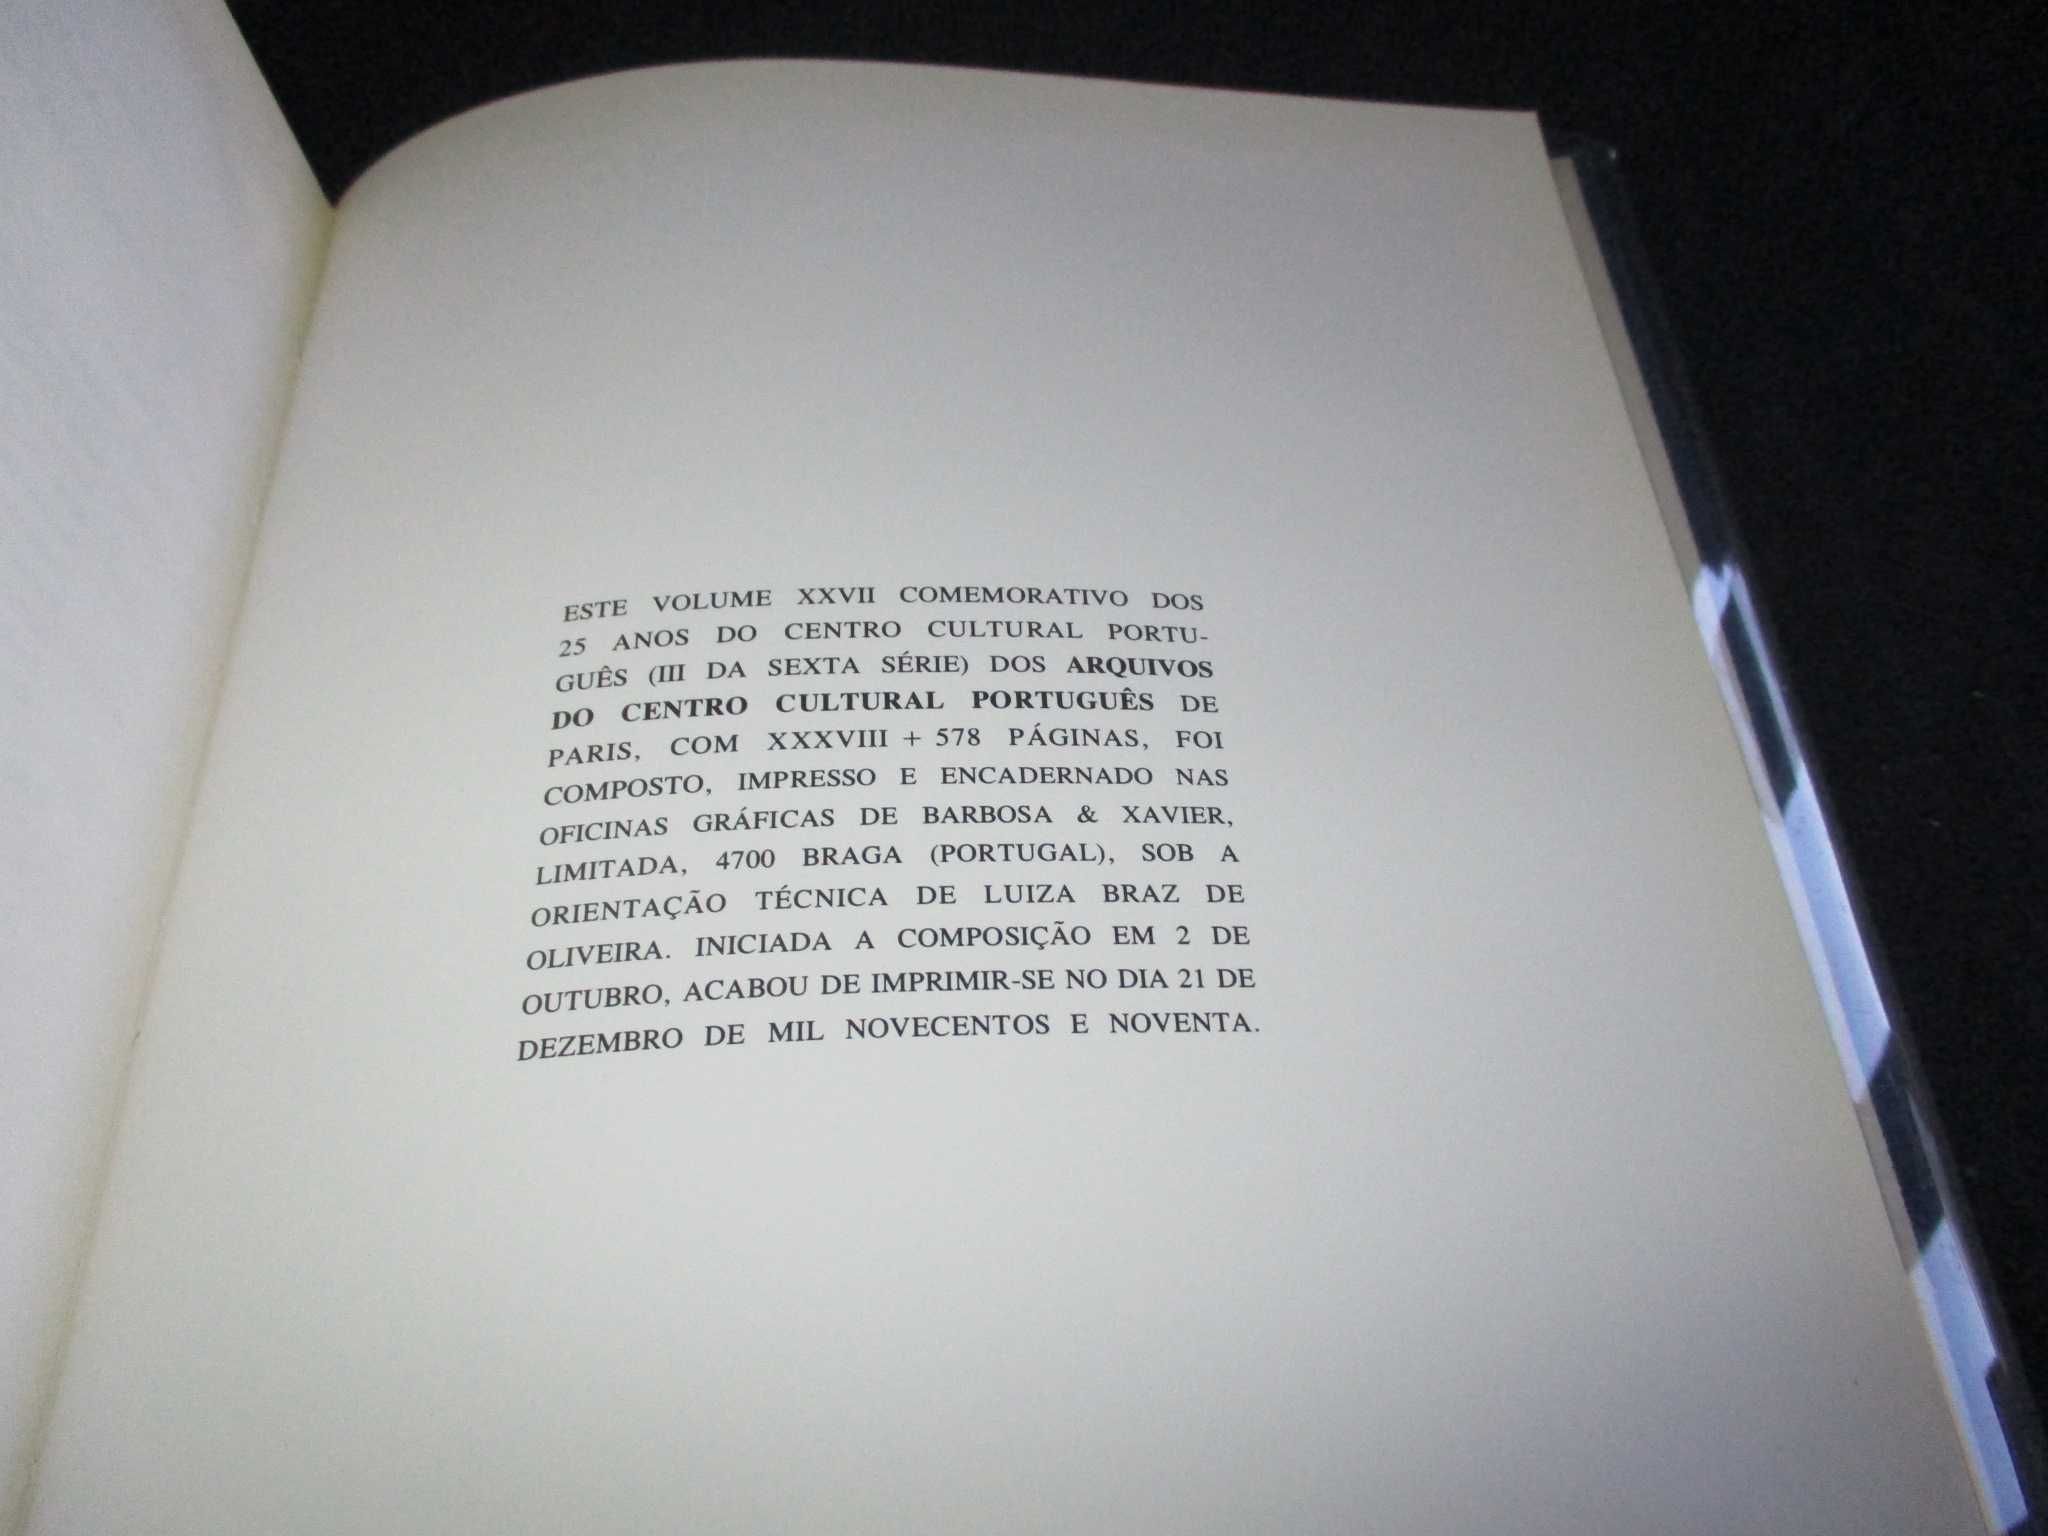 ESTE VOLUME XXVII COMEMORATIVO DOS
25 ANOS DO CENTRO CULTURAL PORTU-
GUÊS (III DA SEXTA SÉRIE) DOS ARQUIVOS
DO CENTRO CULTURAL PORTUGUÊS DE
PARIS, COM XXXVIII + 578 PÁGINAS, FOI
COMPOSTO, IMPRESSO E ENCADERNADO NAS
OFICINAS GRÁFICAS DE BARBOSA & XAVIER,
LIMITADA, 4700 BRAGA (PORTUGAL), SOB A
ORIENTAÇÃO TÉCNICA DE LUIZA BRAZ DE
OLIVEIRA. INICIADA A COMPOSIÇÃO EM 2 DE
OUTUBRO, ACABOU DE IMPRIMIR-SE NO DIA 21 DE
DEZEMBRO DE MIL NOVECENTOS E NOVENTA.